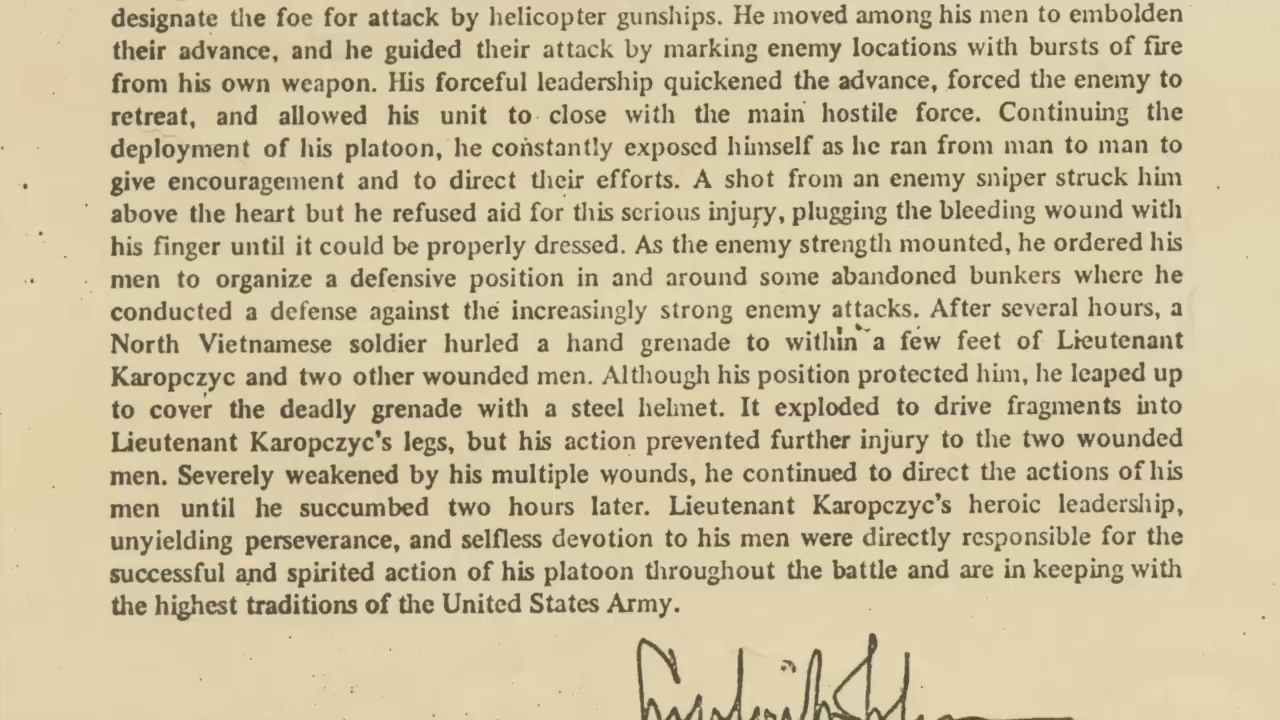 designate the foe for attack by helicopter gunships. He moved among his men to embolden
their advance, and he guided their attack by marking enemy locations with bursts of fire
from his own weapon. His forceful leadership quickened the advance, forced the enemy to
retreat, and allowed his unit to close with the main hostile force. Continuing the
deployment of his platoon, he constantly exposed himself as he ran from man to man to
give encouragement and to direct their efforts. A shot from an enemy sniper struck him
above the heart but he refused aid for this serious injury, plugging the bleeding wound with
his finger until it could be properly dressed. As the enemy strength mounted, he ordered his
men to organize a defensive position in and around some abandoned bunkers where he
conducted a defense against the increasingly strong enemy attacks. After several hours, a
North Vietnamese soldier hurled a hand grenade to within a few feet of Lieutenant
Karopczyc and two other wounded men. Although his position protected him, he leaped up
to cover the deadly grenade with a steel helmet. It exploded to drive fragments into
Lieutenant Karopczyc's legs, but his action prevented further injury to the two wounded
men. Severely weakened by his multiple wounds, he continued to direct the actions of his
men until he succumbed two hours later. Lieutenant Karopczyc's heroic leadership,
unyielding perseverance, and selfless devotion to his men were directly responsible for the
successful and spirited action of his platoon throughout the battle and are in keeping with
the highest traditions of the United States Army.